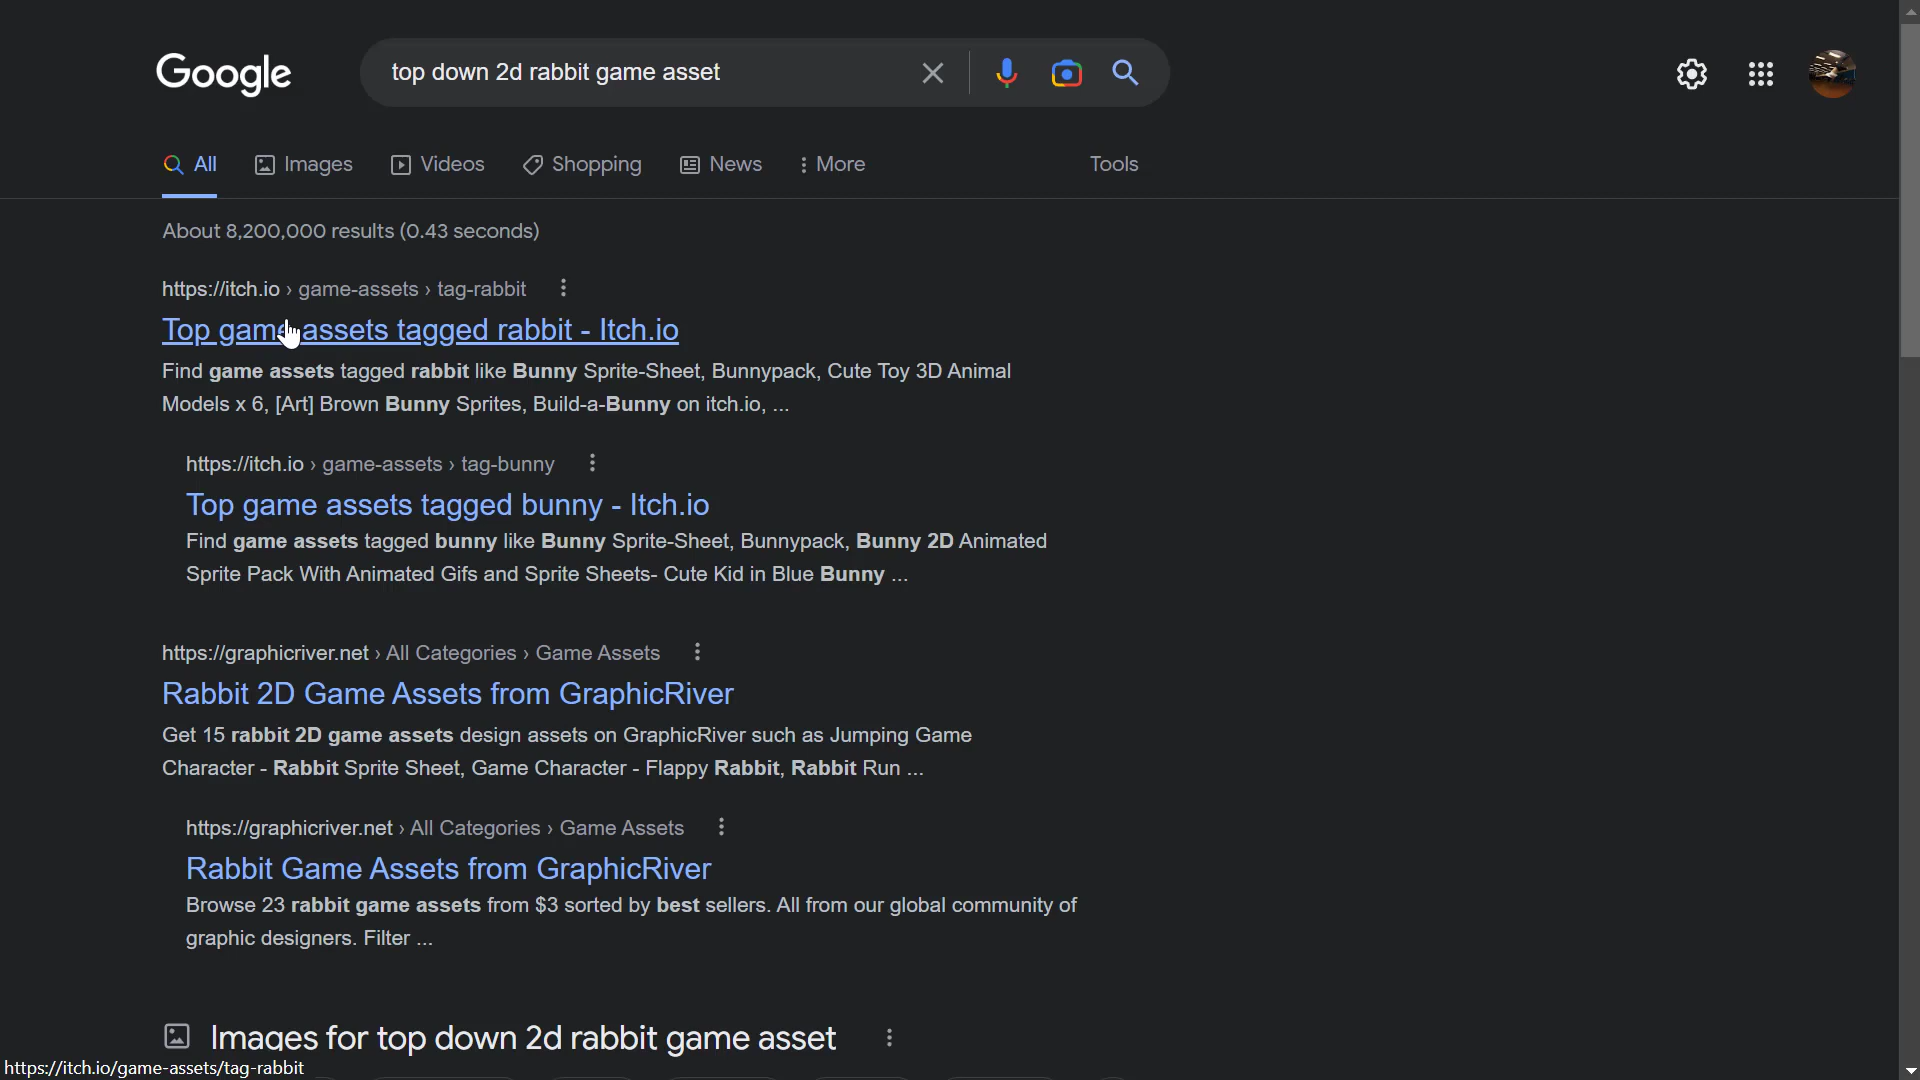 Google
top down 2d rabbit game asset
All Images Videos Shopping News More Tools
About 8,200,000 results (0.43 seconds)
https://itch.io › game-assets › tag-rabbit
Top game assets tagged rabbit - Itch.io
Find game assets tagged rabbit like Bunny Sprite-Sheet, Bunnypack, Cute Toy 3D Animal
Models x 6, [Art] Brown Bunny Sprites, Build-a-Bunny on itch.io, ...
https://itch.io › game-assets › tag-bunny
Top game assets tagged bunny - Itch.io
Find game assets tagged bunny like Bunny Sprite-Sheet, Bunnypack, Bunny 2D Animated
Sprite Pack With Animated Gifs and Sprite Sheets- Cute Kid in Blue Bunny ...
https://graphicriver.net › All Categories › Game Assets
Rabbit 2D Game Assets from GraphicRiver
Get 15 rabbit 2D game assets design assets on GraphicRiver such as Jumping Game
Character - Rabbit Sprite Sheet, Game Character - Flappy Rabbit, Rabbit Run ...
https://graphicriver.net › All Categories › Game Assets
Rabbit Game Assets from GraphicRiver
Browse 23 rabbit game assets from $3 sorted by best sellers. All from our global community of
graphic designers. Filter ...
Images for top down 2d rabbit game asset
https://itch.io/game-assets/tag-rabbit